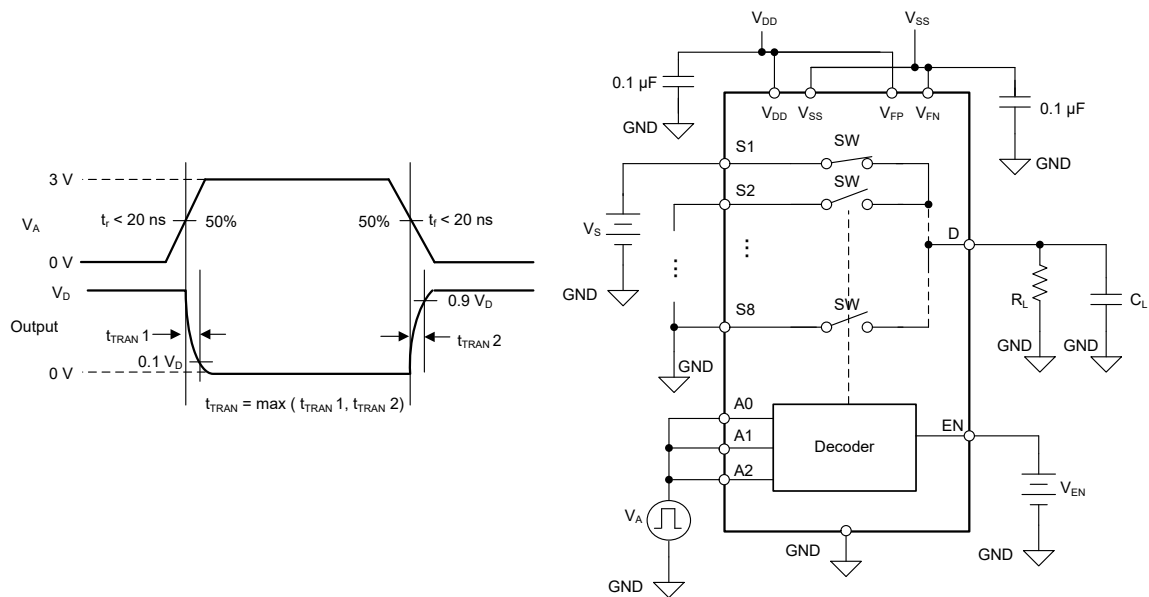 3 V
V_A
0 V
t_r < 20 ns
50%
50%
t_f < 20 ns
V_D
Output
0 V
t_TRAN 1
0.1 V_D
0.9 V_D
t_TRAN 2
t_TRAN = max ( t_TRAN 1, t_TRAN 2)
V_DD
V_SS
0.1 µF
GND
0.1 µF
GND
V_DD
V_SS
V_FP
V_FN
S1
SW
S2
SW
V_S
GND
...
...
D
S8
SW
GND
R_L
GND
C_L
GND
A0
A1
A2
Decoder
EN
V_A
GND
GND
V_EN
GND